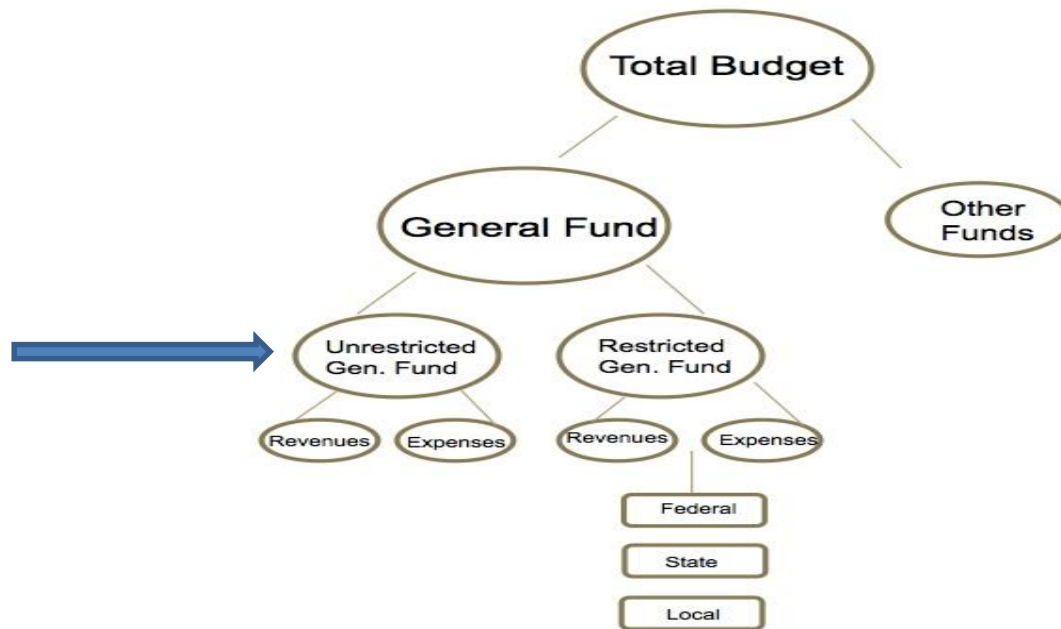 Total Budget
General Fund
Other
Funds
Unrestricted
Gen. Fund
Restricted
Gen. Fund
Revenues
Expenses
Revenues
Expenses
Federal
State
Local